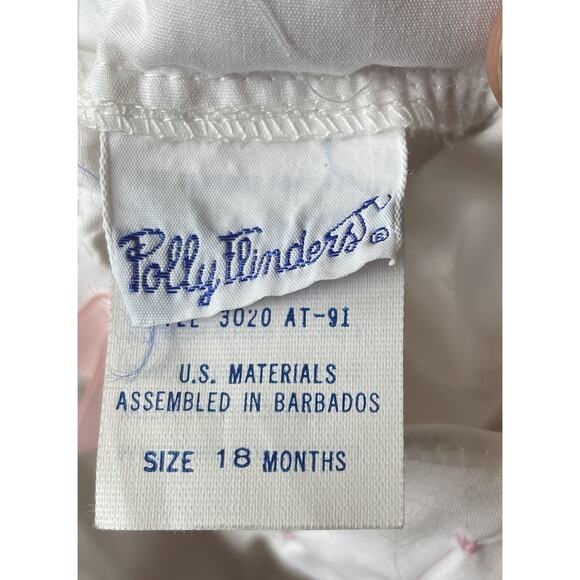 Polly Flinders®
3020 AT-91
U.S. MATERIALS
ASSEMBLED IN BARBADOS
SIZE 18 MONTHS